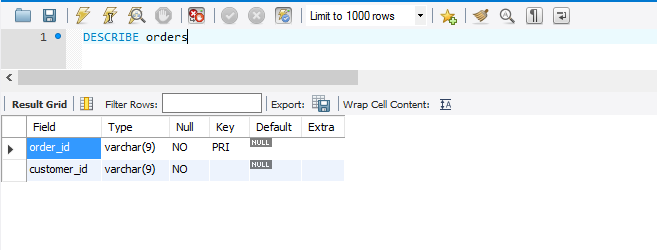 Limit to 1000 rows
1 DESCRIBE orders
Result Grid Filter Rows: Export: Wrap Cell Content: IA
Field Type Null Key Default Extra
order_id varchar(9) NO PRI NULL
customer_id varchar(9) NO NULL